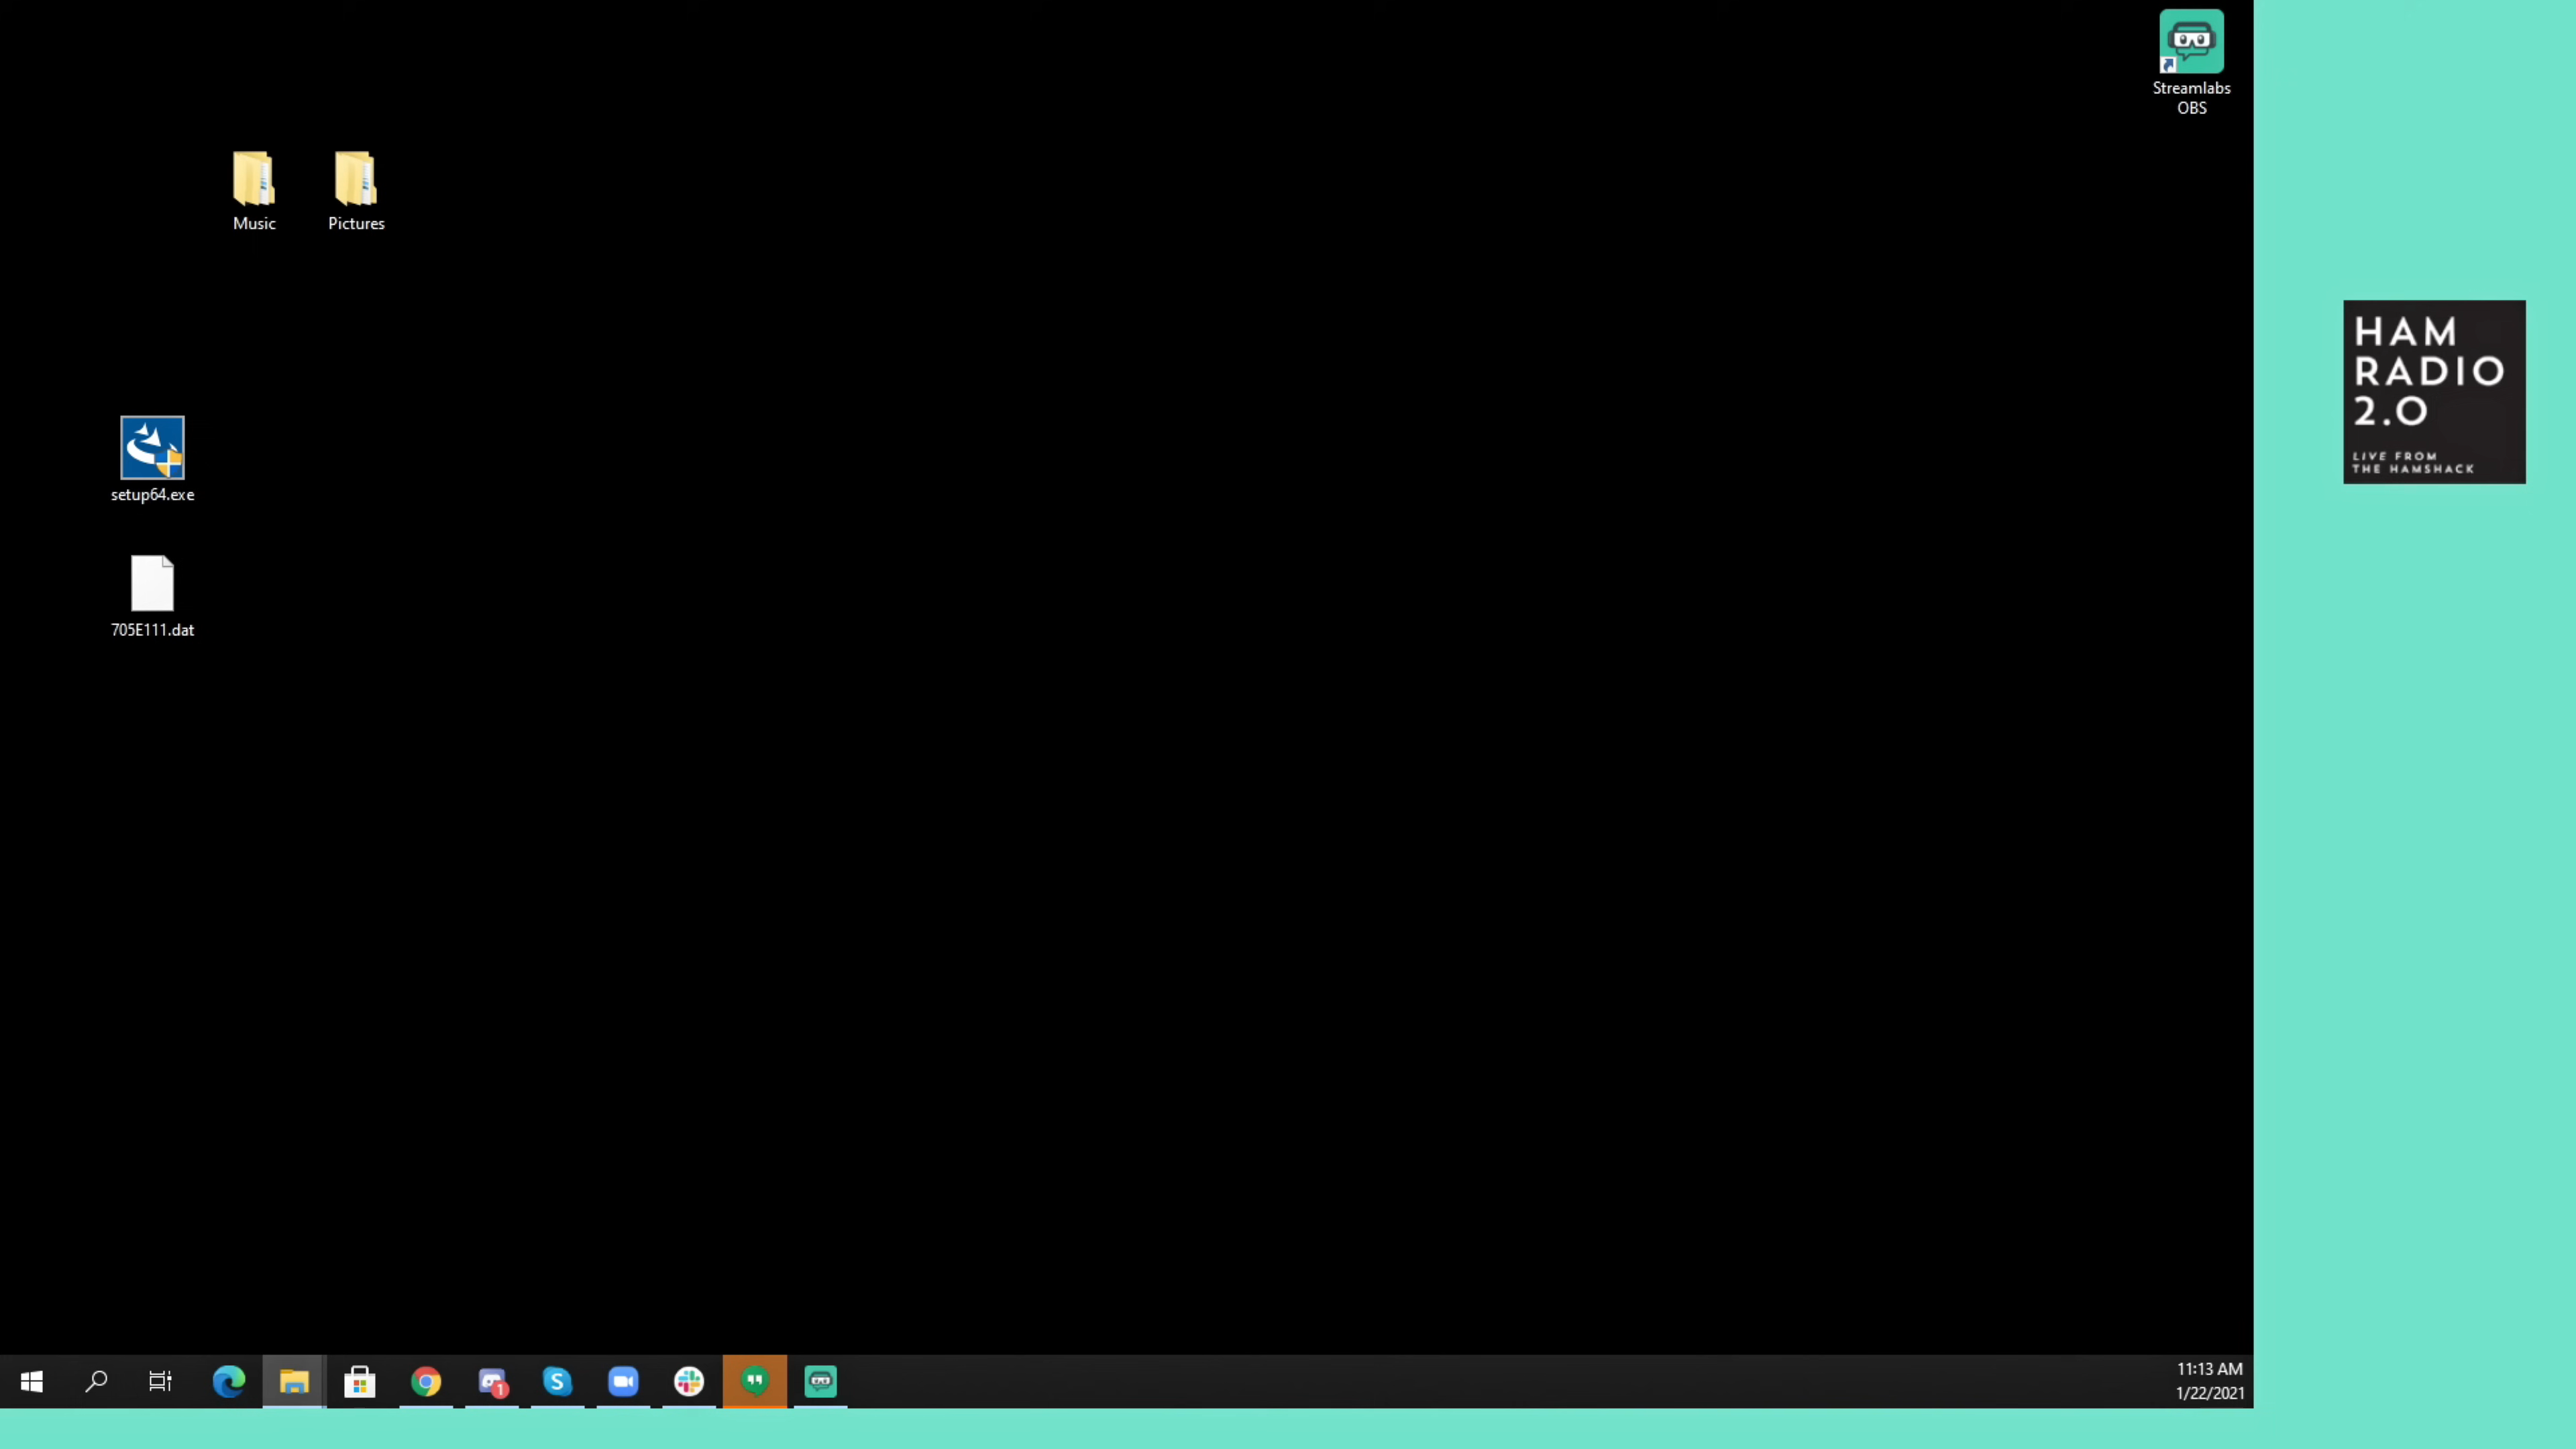 Streamlabs
OBS
Music
Pictures
HAM
RADIO
2.0
LIVE FROM
THE HAMSHACK
setup64.exe
705E111.dat
1
S
11:13 AM
1/22/2021